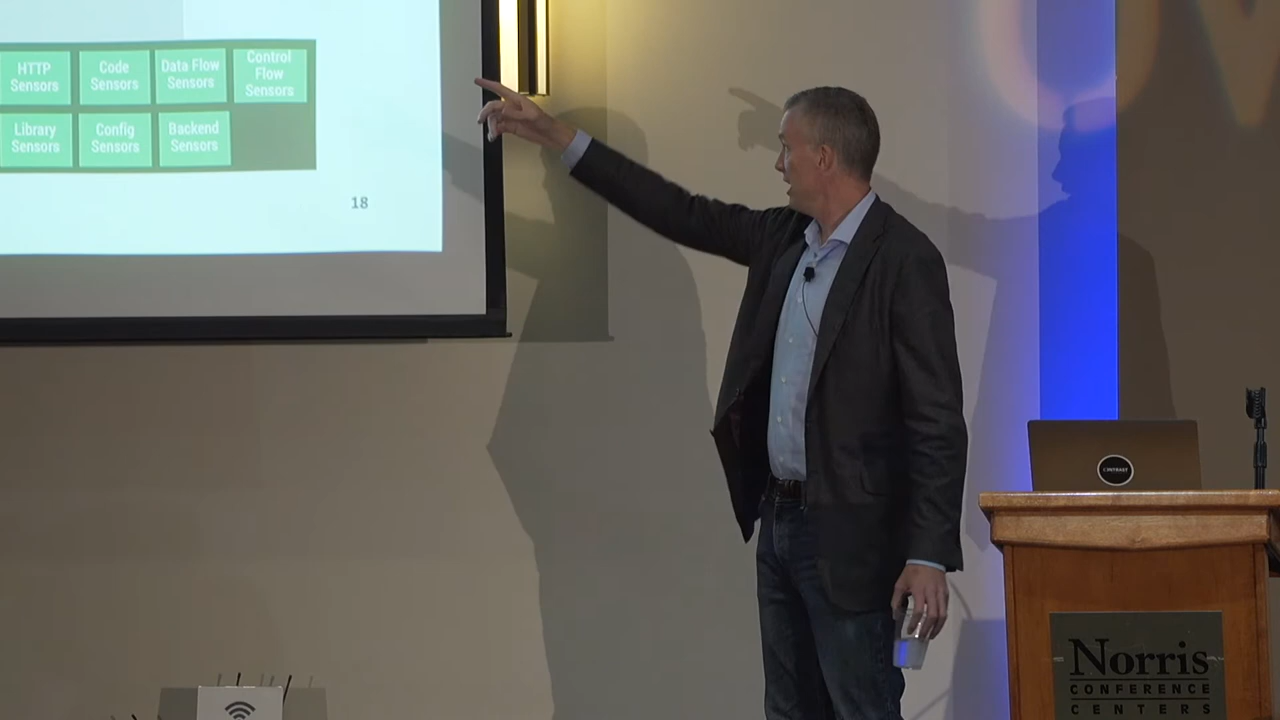 HTTP
Sensors
Code
Sensors
Data Flow
Sensors
Control
Flow
Sensors
Library
Sensors
Config
Sensors
Backend
Sensors
18
CONTRAST
Norris
CONFERENCE
CENTERS